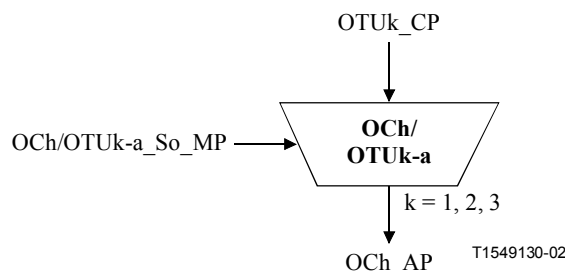 OTUk_CP
OCh/OTUk-a_So_MP
OCh/
OTUk-a
k = 1, 2, 3
OCh_AP
T1549130-02